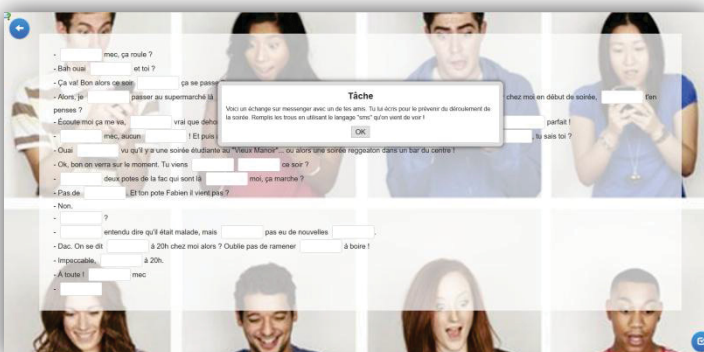 - mec, ça roule ?
- Bah ouai et toi ?
- Ça va! Bon alors ce soir, ça se passe
Tâche
Voici un échange sur messenger avec un de tes amis. Tu lui écris pour le prévenir du déroulement de
la soirée. Remplis les trous en utilisant le langage "sms" qu'on vient de voir !
OK
- Alors, je passer au supermarché là chez moi en début de soirée, t'en
penses ?
- Écoute moi ça me va, vrai que deho parfait !
- mec, aucun ! Et puis , tu sais toi ?
- Ouai vu qu'il y a une soirée étudiante au "Vieux Manoir"... ou alors une soirée reggeaton dans un bar du centre !
- Ok, bon on verra sur le moment. Tu viens ce soir ?
- deux potes de la fac qui sont là moi, ça marche ?
- Pas de . Et ton pote Fabien il vient pas ?
- Non.
- ?
- entendu dire qu'il était malade, mais pas eu de nouvelles .
- Dac. On se dit à 20h chez moi alors ? Oublie pas de ramener à boire !
- Impeccable, à 20h.
- À toute ! mec
-